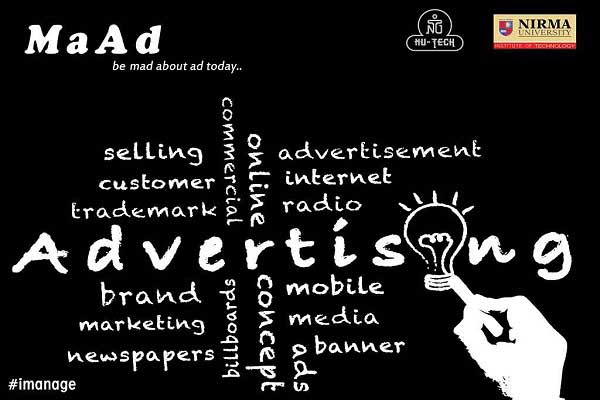 MaAd
be mad about ad today..
NU-TECH
NIRMA
UNIVERSITY
INSTITUTE OF TECHNOLOGY
commercial
online
selling
advertisement
customer
internet
trademark
radio
Advertising
brand
mobile
marketing
media
newspapers
banner
billboards
concept
ads
#imanage